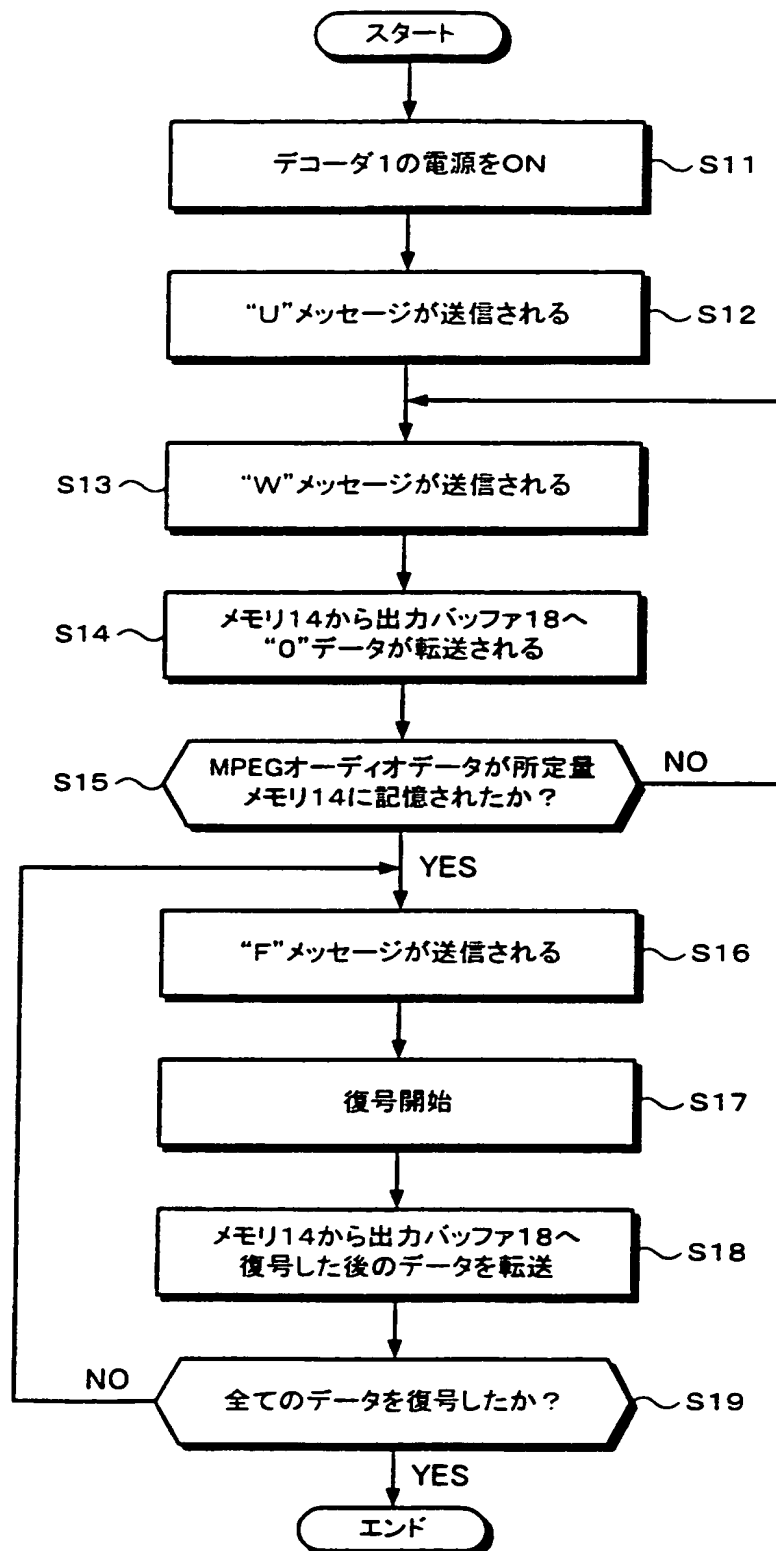 スタート
デコーダ1の電源をON
S11
“U”メッセージが送信される
S12
S13
“W”メッセージが送信される
S14
メモリ14から出力バッファ18へ
“0”データが転送される
S15
MPEGオーディオデータが所定量
メモリ14に記憶されたか？
NO
YES
“F”メッセージが送信される
S16
復号開始
S17
メモリ14から出力バッファ18へ
復号した後のデータを転送
S18
NO
全てのデータを復号したか？
S19
YES
エンド